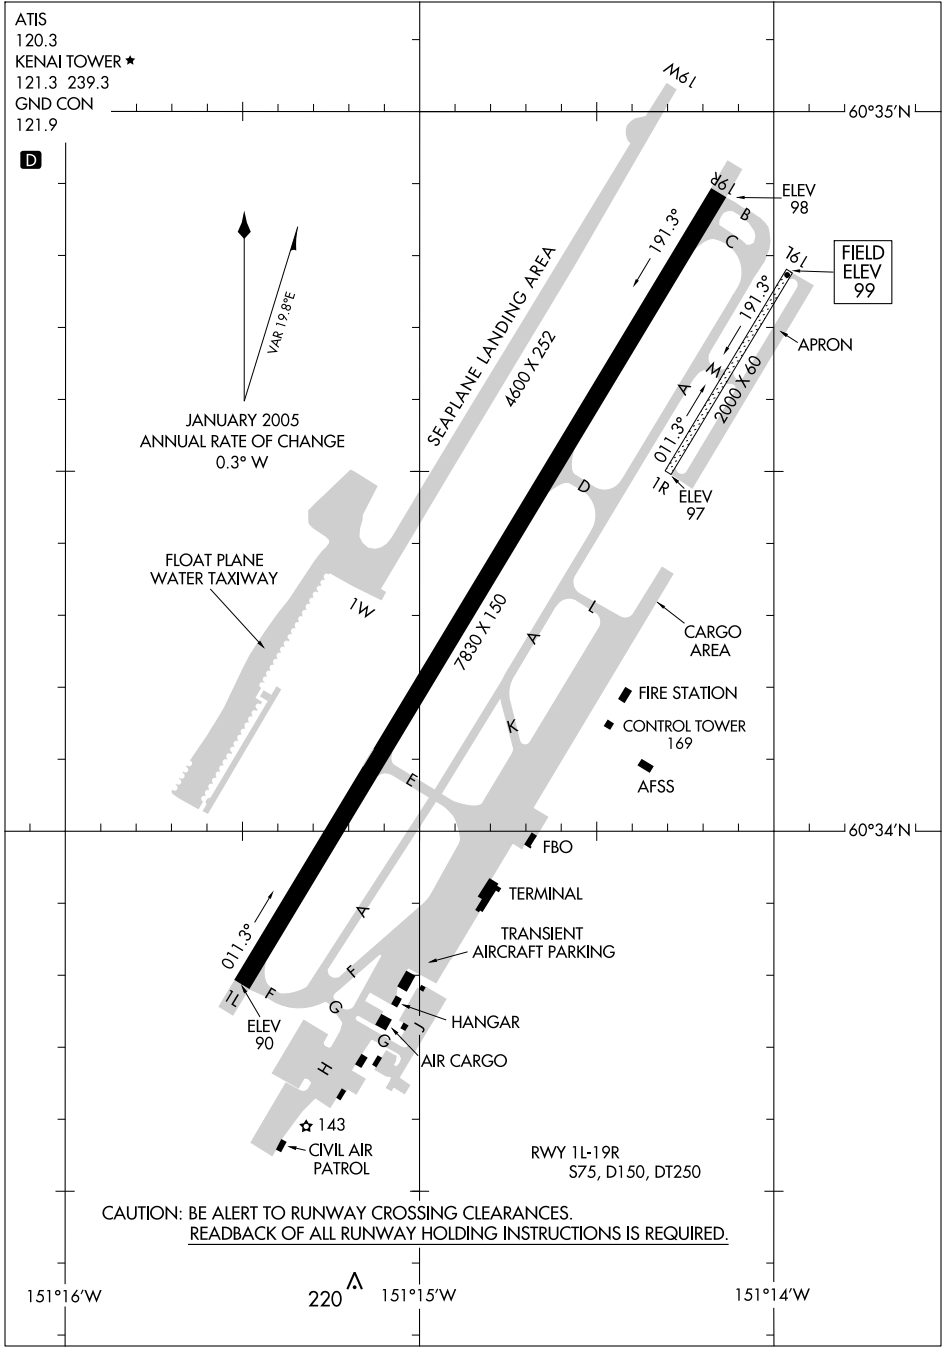 ATIS
120.3
KENAI TOWER ★
121.3 239.3
GND CON
121.9
D
VAR 19.8°E
JANUARY 2005
ANNUAL RATE OF CHANGE
0.3° W
19W
60°35'N
SEAPLANE LANDING AREA
4600 X 252
19R
ELEV
98
B
C
191.3°
19L
FIELD
ELEV
99
191.3°
APRON
A
M
2000 X 60
011.3°
1R
ELEV
97
D
FLOAT PLANE
WATER TAXIWAY
1W
7830 X 150
A
L
CARGO
AREA
FIRE STATION
K
CONTROL TOWER
169
E
AFSS
60°34'N
FBO
TERMINAL
A
TRANSIENT
AIRCRAFT PARKING
011.3°
F
1L
F
G
ELEV
90
HANGAR
J
G
AIR CARGO
H
143
CIVIL AIR
PATROL
RWY 1L-19R
S75, D150, DT250
CAUTION: BE ALERT TO RUNWAY CROSSING CLEARANCES.
READBACK OF ALL RUNWAY HOLDING INSTRUCTIONS IS REQUIRED.
220
151°16'W
151°15'W
151°14'W